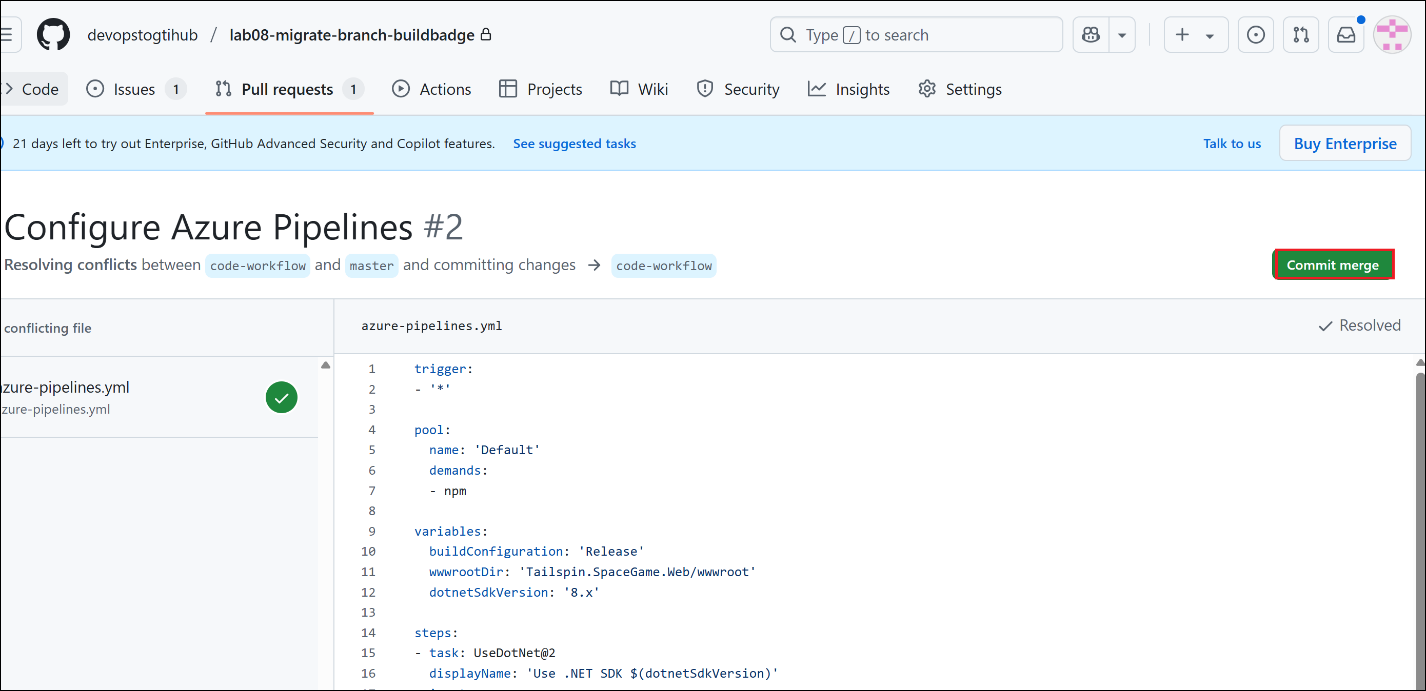 devopstogtihub / lab08-migrate-branch-buildbadge
Type / to search
Code
Issues 1
Pull requests 1
Actions
Projects
Wiki
Security
Insights
Settings
21 days left to try out Enterprise, GitHub Advanced Security and Copilot features. See suggested tasks
Talk to us
Buy Enterprise
Configure Azure Pipelines #2
Resolving conflicts between code-workflow and master and committing changes → code-workflow
Commit merge
conflicting file
azure-pipelines.yml
Resolved
azure-pipelines.yml
azure-pipelines.yml
1 trigger:
2 - '*'
3
4 pool:
5 name: 'Default'
6 demands:
7 - npm
8
9 variables:
10 buildConfiguration: 'Release'
11 wwwrootDir: 'Tailspin.SpaceGame.Web/wwwroot'
12 dotnetSdkVersion: '8.x'
13
14 steps:
15 - task: UseDotNet@2
16 displayName: 'Use .NET SDK $(dotnetSdkVersion)'